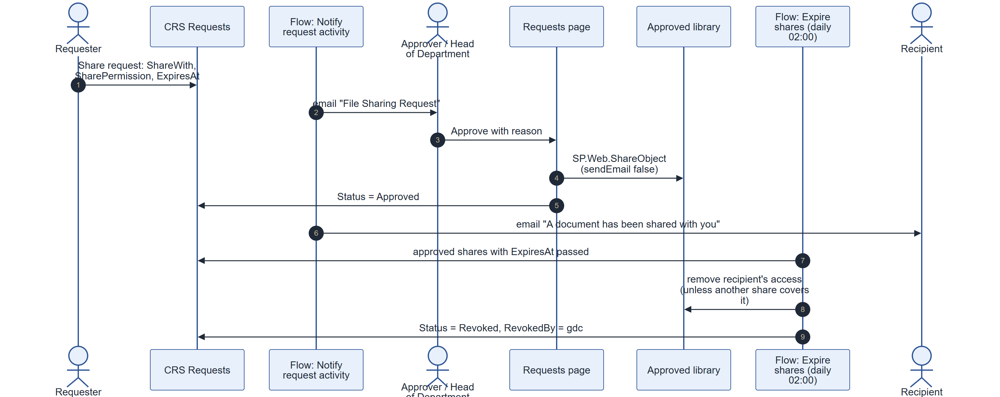 Requester
CRS Requests
Flow: Notify
request activity
Approver / Head
of Department
Requests page
Approved library
Flow: Expire
shares (daily
02:00)
Recipient
Share request: ShareWith,
SharePermission, ExpiresAt
1
email "File Sharing Request"
2
Approve with reason
3
SP.Web.ShareObject
(sendEmail false)
4
Status = Approved
5
email "A document has been shared with you"
6
approved shares with ExpiresAt passed
7
remove recipient's access
(unless another share covers
it)
8
Status = Revoked, RevokedBy = gdc
9
Requester
CRS Requests
Flow: Notify
request activity
Approver / Head
of Department
Requests page
Approved library
Flow: Expire
shares (daily
02:00)
Recipient